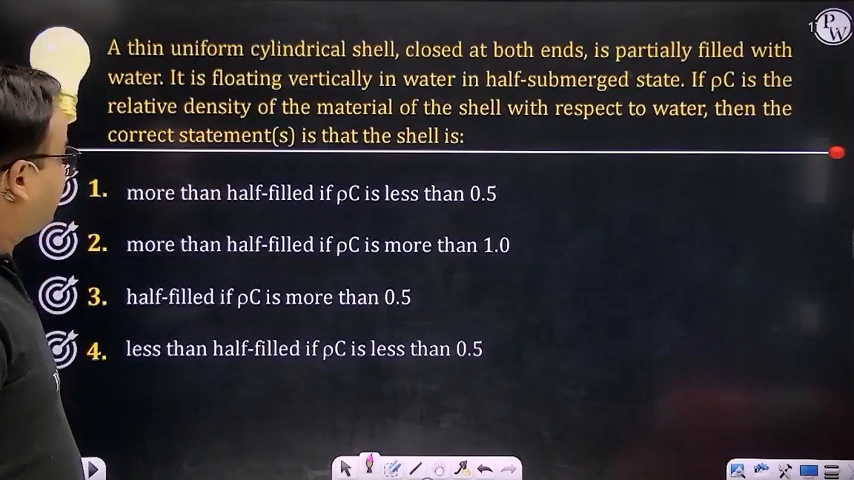 A thin uniform cylindrical shell, closed at both ends, is partially filled with
water. It is floating vertically in water in half-submerged state. If ρC is the
relative density of the material of the shell with respect to water, then the
correct statement(s) is that the shell is:
1. more than half-filled if ρC is less than 0.5
2. more than half-filled if ρC is more than 1.0
3. half-filled if ρC is more than 0.5
4. less than half-filled if ρC is less than 0.5
P
W